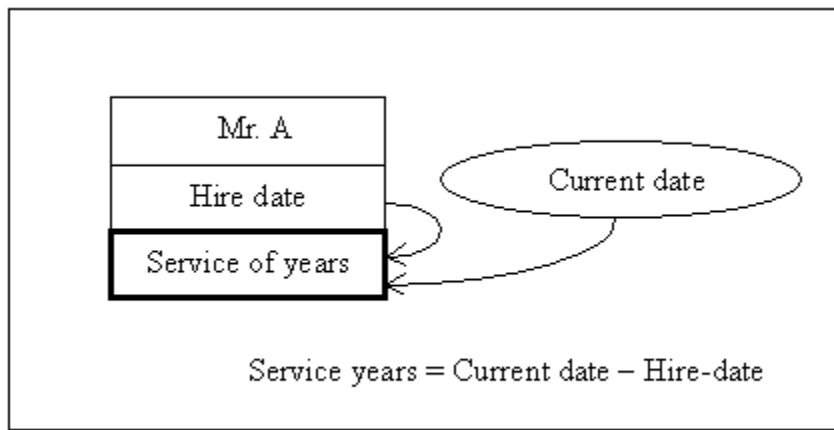 Mr. A
Hire date
Current date
Service of years
Service years = Current date – Hire-date